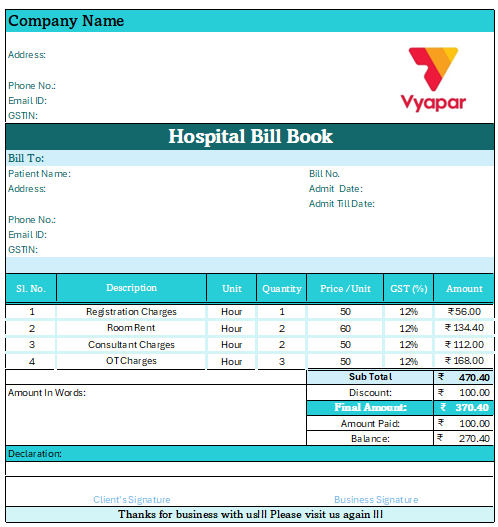 Company Name
Address:
Vyapar
Phone No.:
Email ID:
GSTIN:
Hospital Bill Book
Bill To:
Patient Name: Bill No.
Address: Admit Date:
Admit Till Date:
Phone No.:
Email ID:
GSTIN:
Sl. No. Description Unit Quantity Price / Unit GST (%) Amount
1 Registration Charges Hour 1 50 12% ₹ 56.00
2 Room Rent Hour 2 60 12% ₹ 134.40
3 Consultant Charges Hour 2 50 12% ₹ 112.00
4 OT Charges Hour 3 50 12% ₹ 168.00
Sub Total ₹ 470.40
Amount In Words: Discount: ₹ 100.00
Final Amount: ₹ 370.40
Amount Paid: ₹ 100.00
Balance: ₹ 270.40
Declaration:
Client's Signature Business Signature
Thanks for business with us!!! Please visit us again !!!